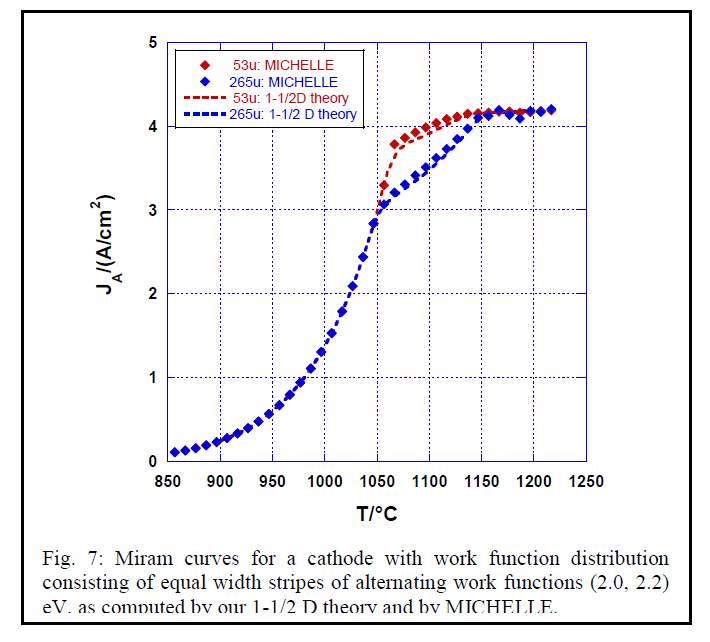 5
53u: MICHELLE
265u: MICHELLE
53u: 1-1/2D theory
265u: 1-1/2 D theory
4
3
J_A/(A/cm²)
2
1
0
850 900 950 1000 1050 1100 1150 1200 1250
T/°C
Fig. 7: Miram curves for a cathode with work function distribution
consisting of equal width stripes of alternating work functions (2.0, 2.2)
eV, as computed by our 1-1/2 D theory and by MICHELLE.